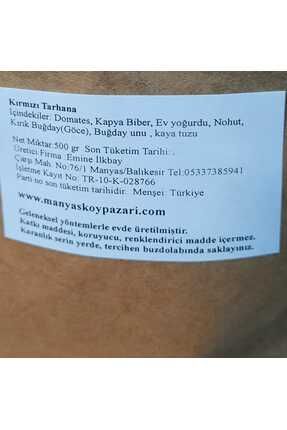 Kırmızı Tarhana
İçindekiler: Domates, Kapya Biber, Ev yoğurdu, Nohut,
Kırık Buğday(Göce), Buğday unu , kaya tuzu
Net Miktar:500 gr Son Tüketim Tarihi: .
Üretici Firma :Emine Ilkbay
Çarşı Mah. No:76/1 Manyas/Balıkesir Tel:05337385941
İşletme Kayıt No: TR-10-K-028766
Parti no son tüketim tarihidir. Menşei: Türkiye
www.manyaskoypazari.com
Geleneksel yöntemlerle evde üretilmiştir.
Katkı maddesi, koruyucu, renklendirici madde içermez.
Karanlık serin yerde, tercihen buzdolabında saklayınız.